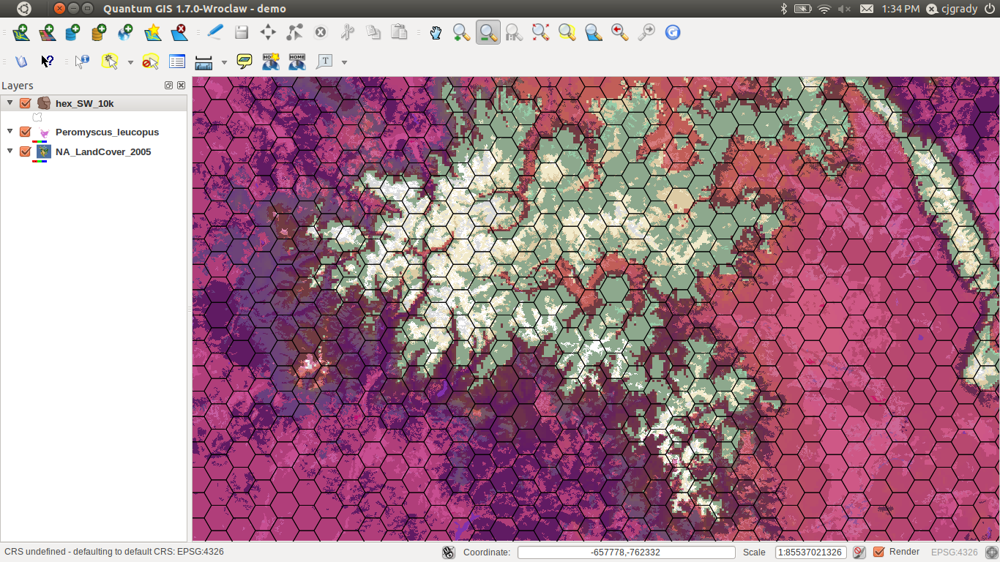 Quantum GIS 1.7.0-Wroclaw - demo
1:34 PM
cjgrady
T
Layers
hex_SW_10k
Peromyscus_leucopus
NA_LandCover_2005
CRS undefined - defaulting to default CRS: EPSG:4326
Coordinate:
-657778,-762332
Scale
1:85537021326
Render
EPSG:4326